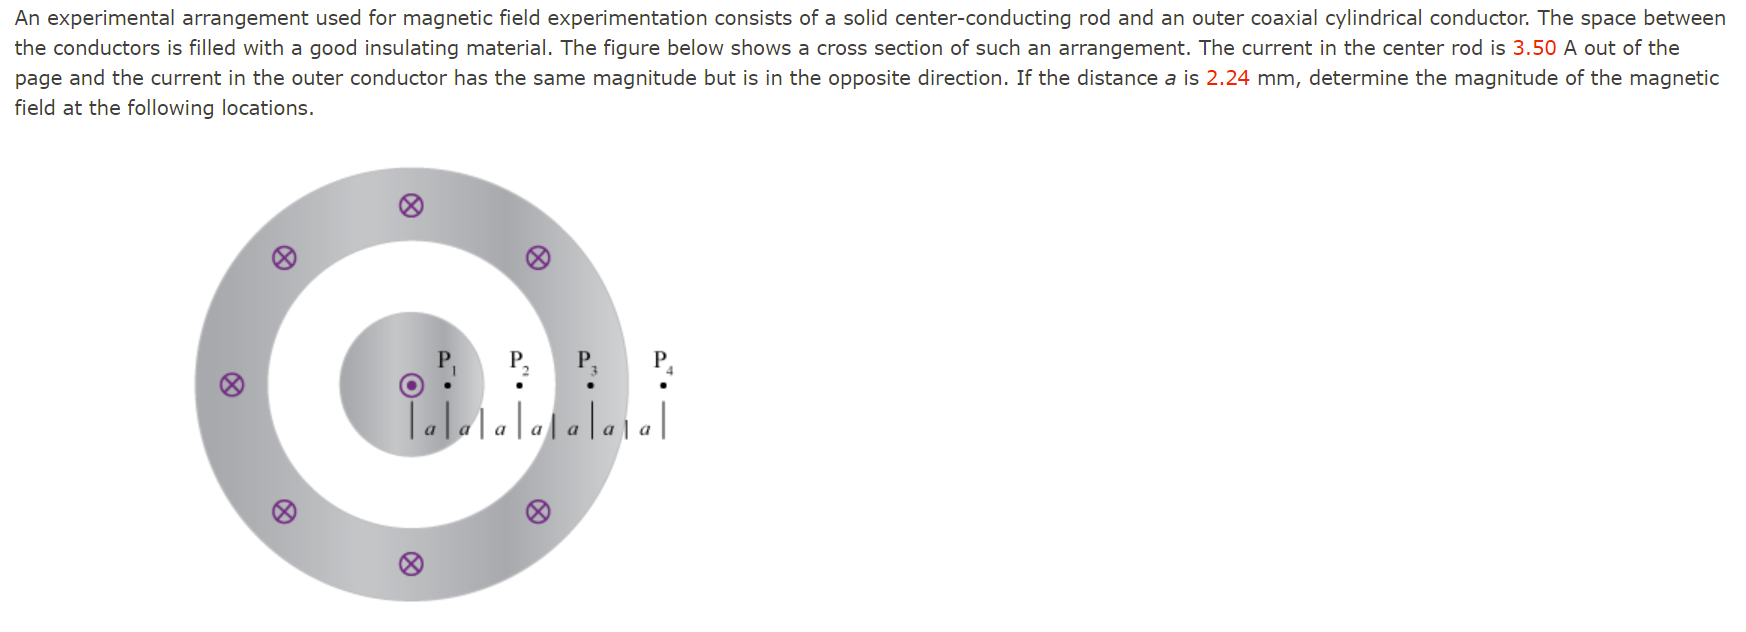 An experimental arrangement used for magnetic field experimentation consists of a solid center-conducting rod and an outer coaxial cylindrical conductor. The space between
the conductors is filled with a good insulating material. The figure below shows a cross section of such an arrangement. The current in the center rod is 3.50 A out of the
page and the current in the outer conductor has the same magnitude but is in the opposite direction. If the distance a is 2.24 mm, determine the magnitude of the magnetic
field at the following locations.
P1 P2 P3 P4
a a a a a a a